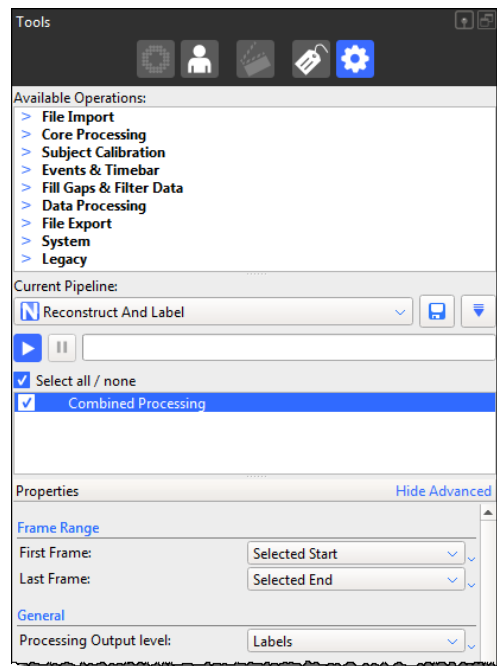 Tools
Available Operations:
> File Import
> Core Processing
> Subject Calibration
> Events & Timebar
> Fill Gaps & Filter Data
> Data Processing
> File Export
> System
> Legacy
Current Pipeline:
N Reconstruct And Label
Select all / none
Combined Processing
Properties Hide Advanced
Frame Range
First Frame: Selected Start
Last Frame: Selected End
General
Processing Output level: Labels